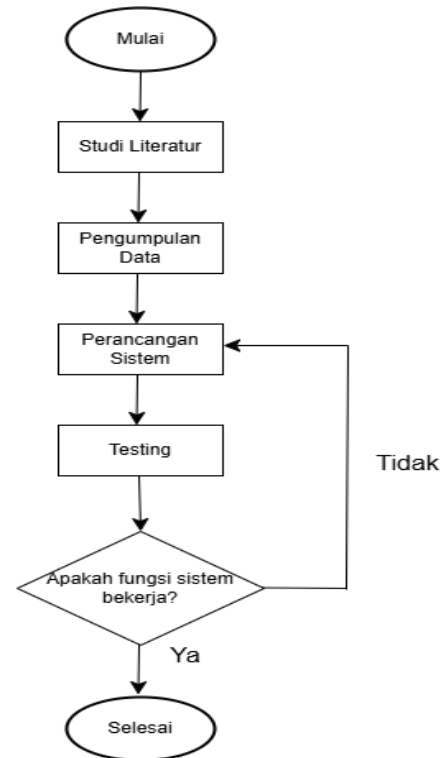 Mulai
Studi Literatur
Pengumpulan
Data
Perancangan
Sistem
Testing
Tidak
Apakah fungsi sistem
bekerja?
Ya
Selesai